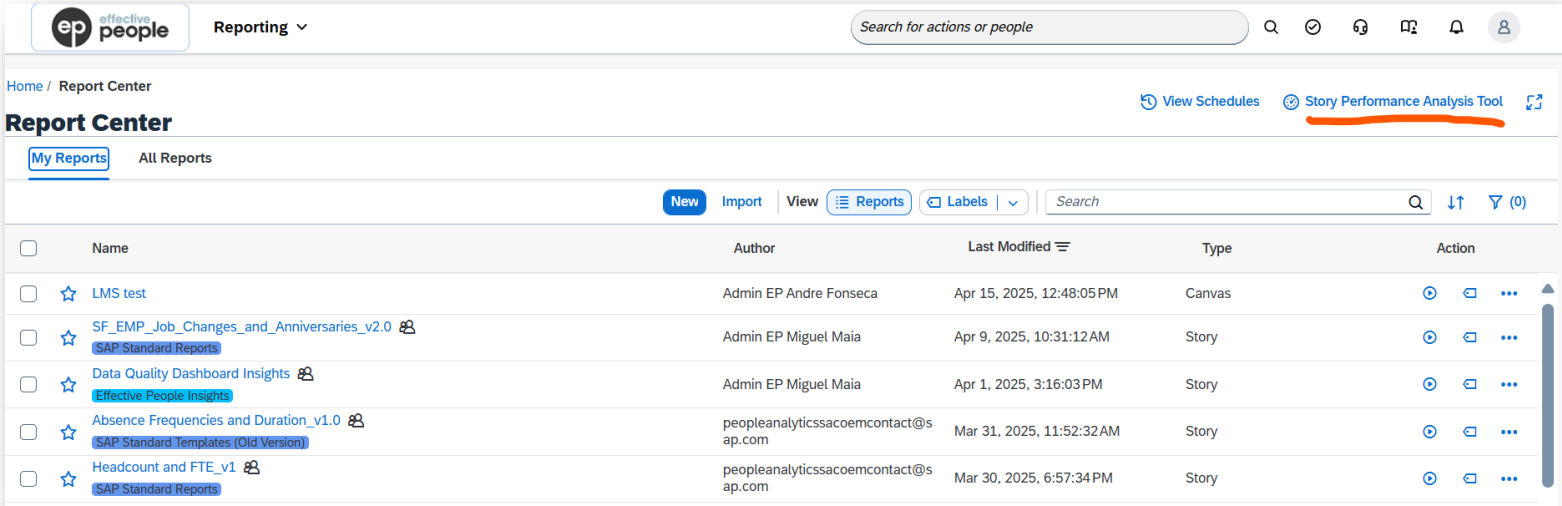 ep effective people Reporting Search for actions or people
Home / Report Center
View Schedules Story Performance Analysis Tool
Report Center
My Reports All Reports
New Import View Reports Labels Search (0)
Name Author Last Modified Type Action
LMS test Admin EP Andre Fonseca Apr 15, 2025, 12:48:05 PM Canvas
SF_EMP_Job_Changes_and_Anniversaries_v2.0 Admin EP Miguel Maia Apr 9, 2025, 10:31:12 AM Story
SAP Standard Reports
Data Quality Dashboard Insights Admin EP Miguel Maia Apr 1, 2025, 3:16:03 PM Story
Effective People Insights
Absence Frequencies and Duration_v1.0 peopleanalyticssacoemcontact@s Mar 31, 2025, 11:52:32 AM Story
SAP Standard Templates (Old Version) ap.com
Headcount and FTE_v1 peopleanalyticssacoemcontact@s Mar 30, 2025, 6:57:34 PM Story
SAP Standard Reports ap.com